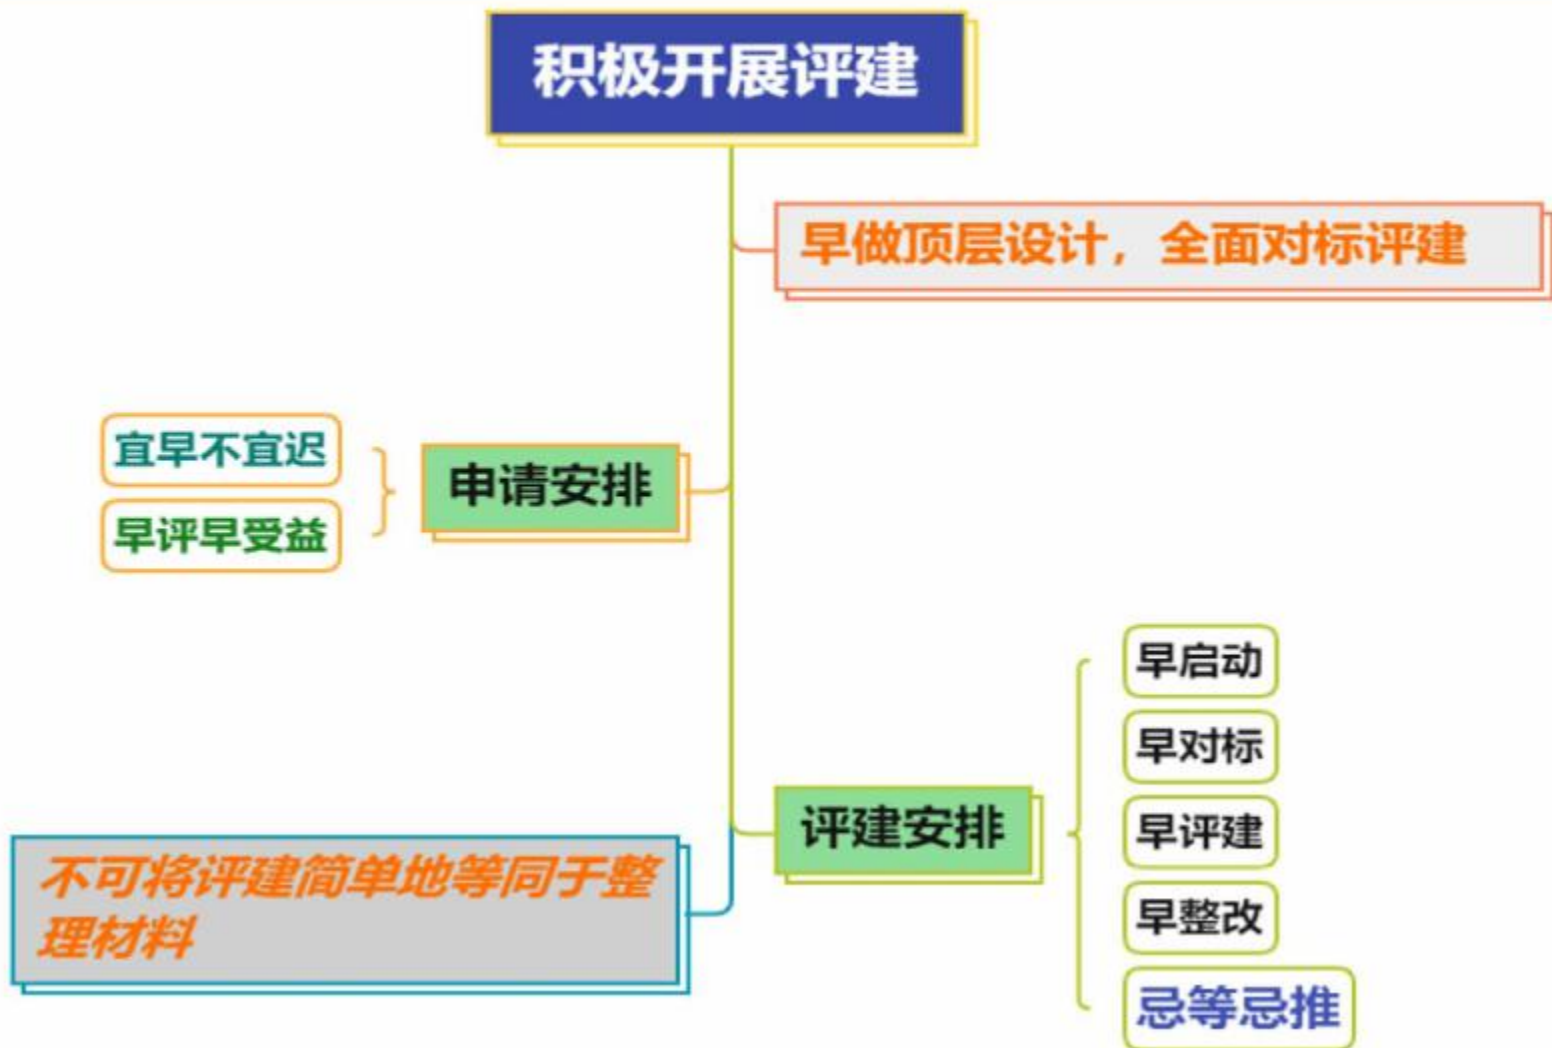 积极开展评建
早做顶层设计，全面对标评建
宜早不宜迟
早评早受益
申请安排
早启动
早对标
早评建
早整改
忌等忌推
评建安排
不可将评建简单地等同于整
理材料